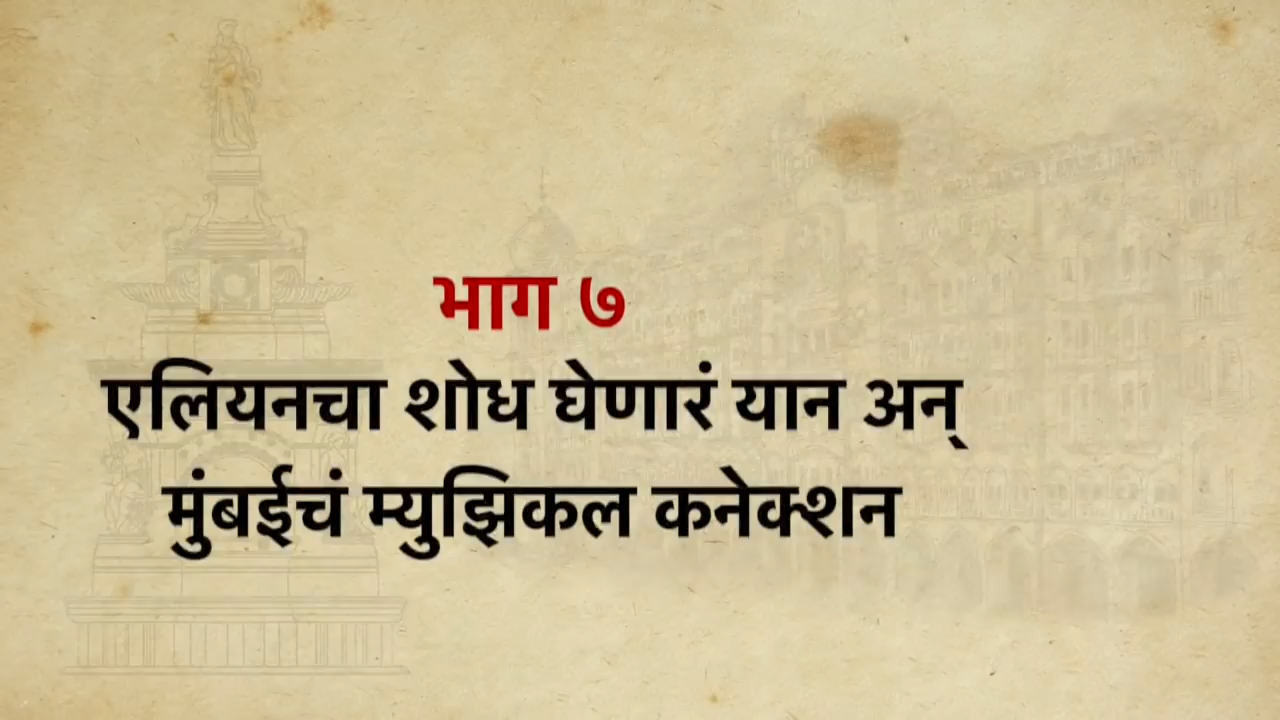 भाग ७
एलियनचा शोध घेणारं यान अन्
मुंबईचं म्युझिकल कनेक्शन